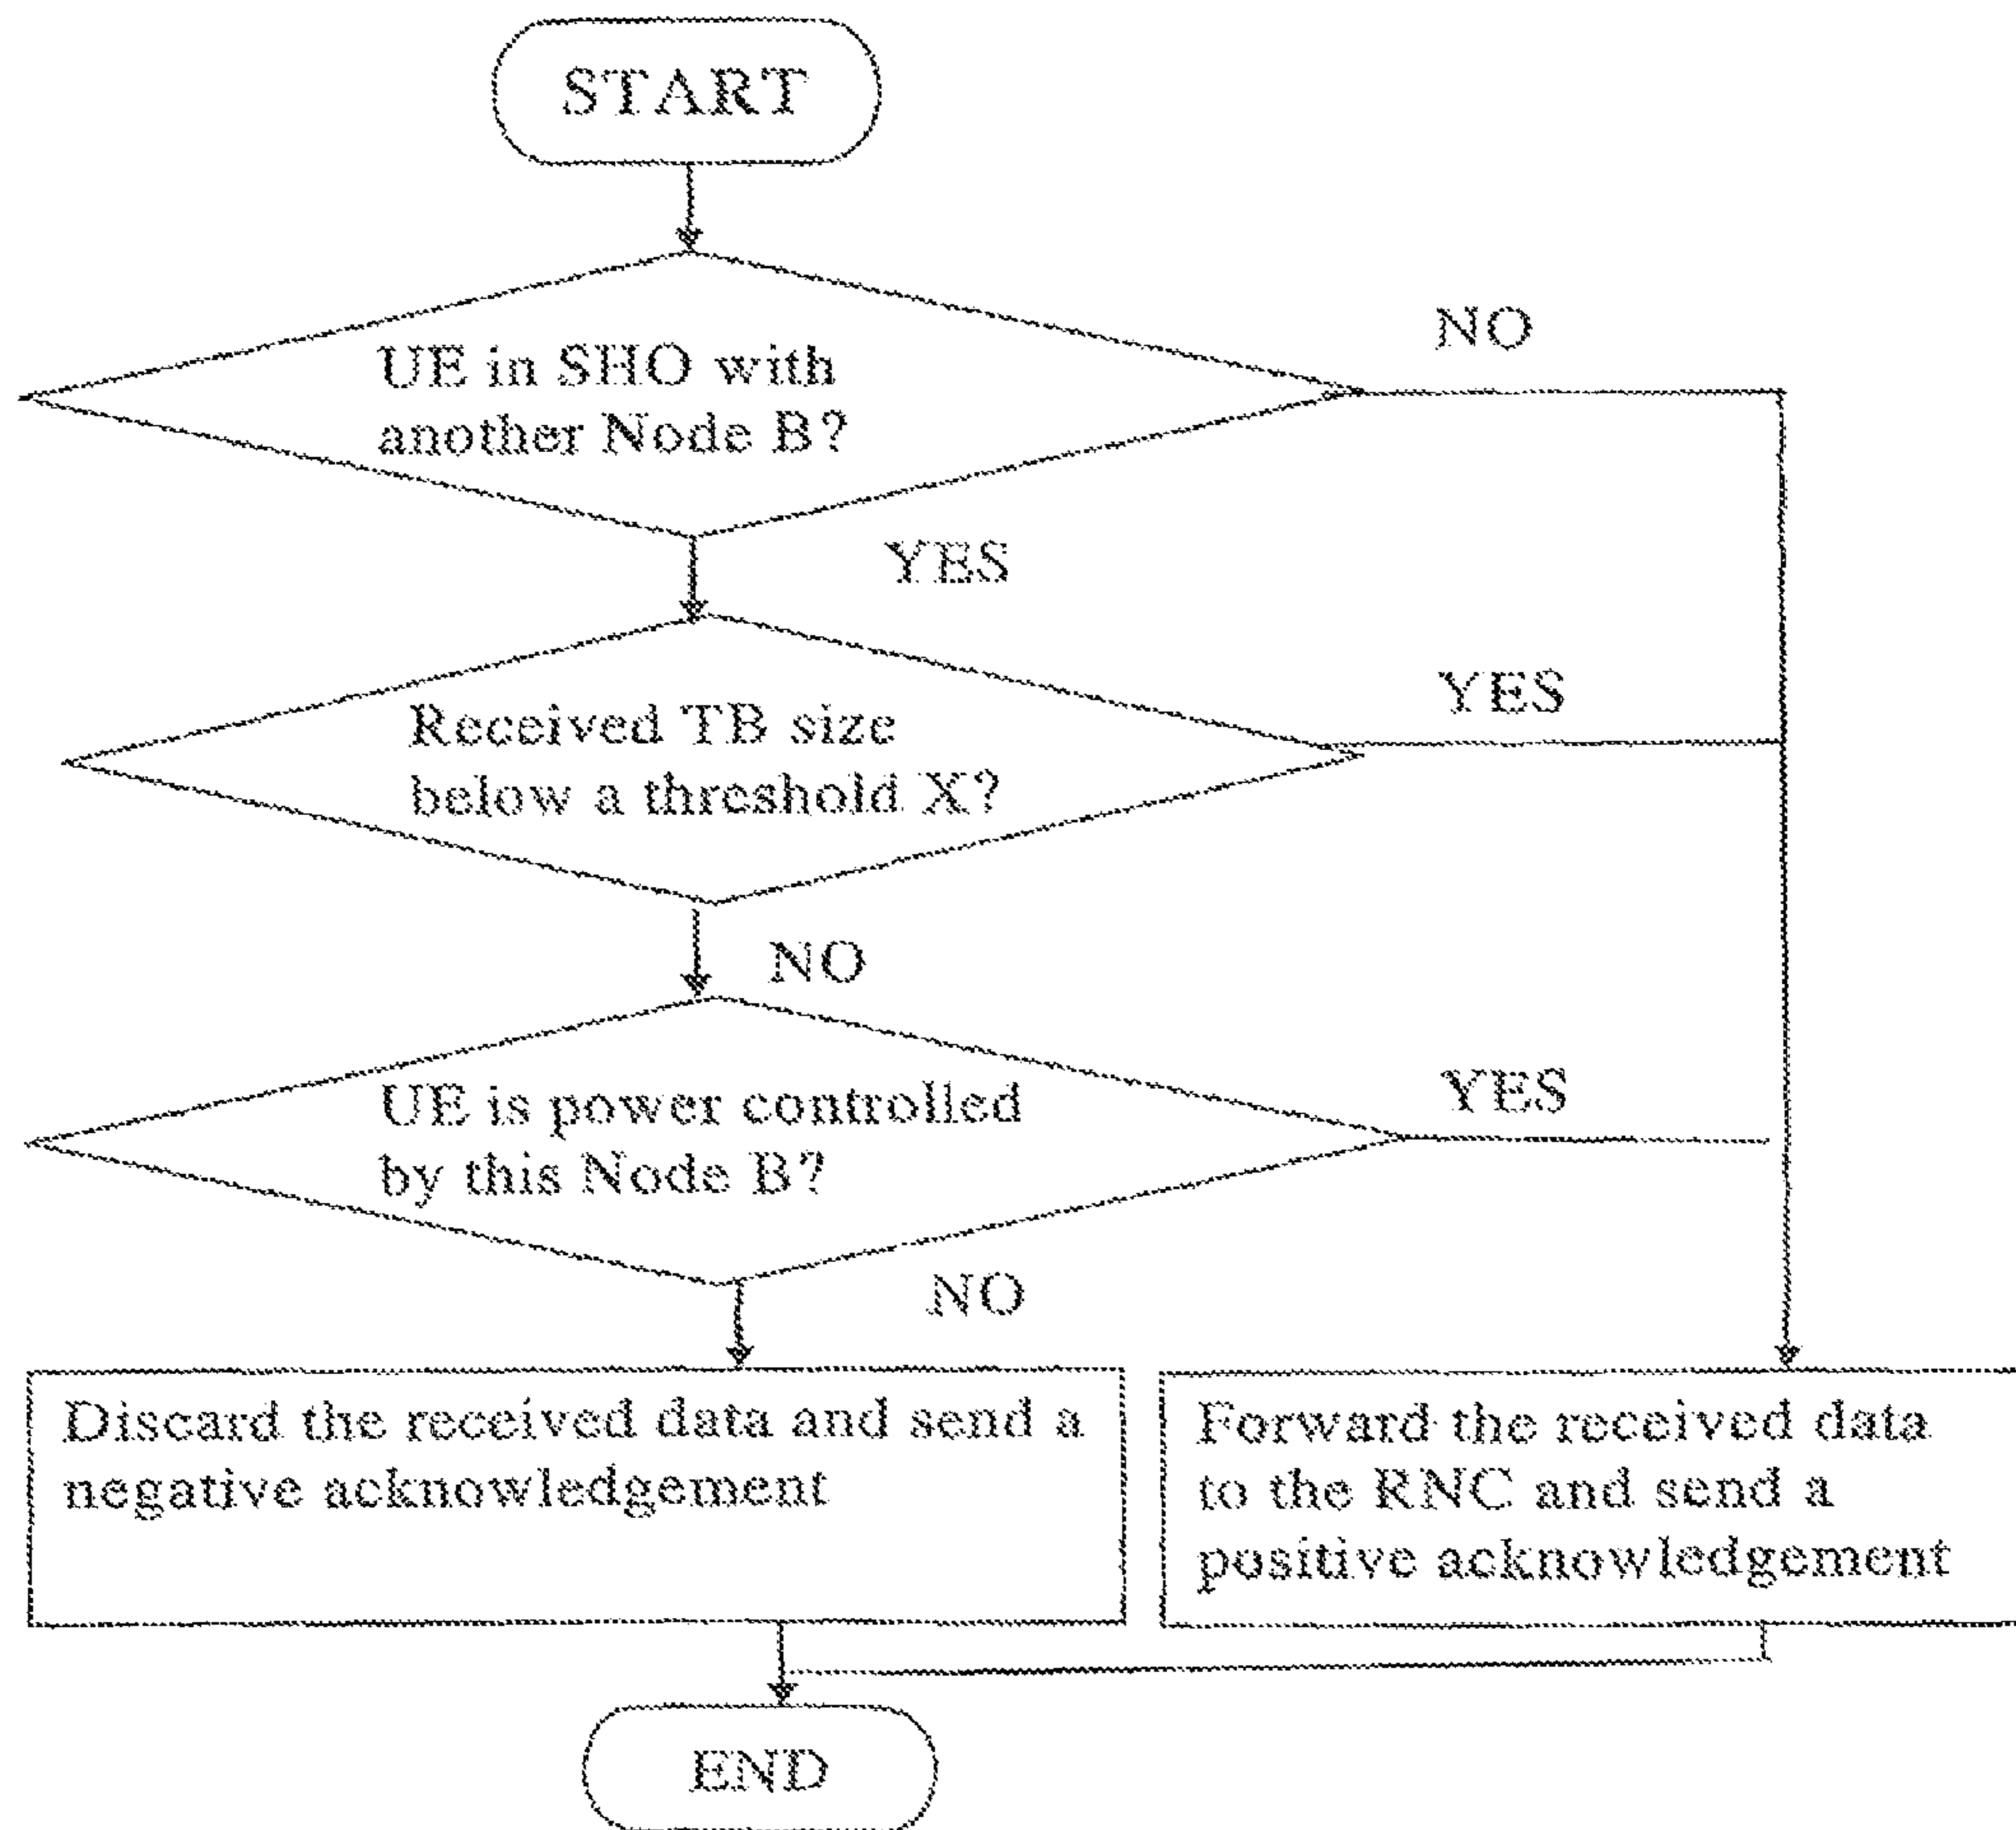 START
NO
UE in SHO with
another Node B?
YES
YES
Received TB size
below a threshold X?
NO
YES
UE is power controlled
by this Node B?
NO
Discard the received data and send a
negative acknowledgement
Forward the received data
to the RNC and send a
positive acknowledgement
END